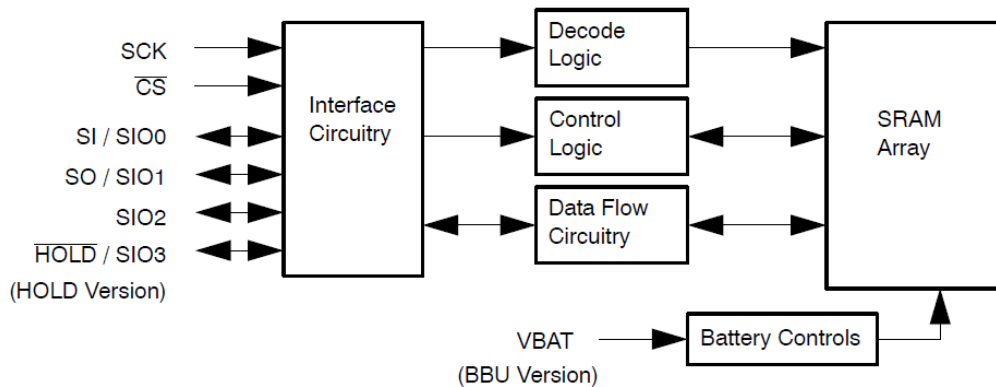 SCK
CS
SI / SIO0
SO / SIO1
SIO2
HOLD / SIO3
(HOLD Version)
Interface
Circuitry
Decode
Logic
Control
Logic
Data Flow
Circuitry
SRAM
Array
VBAT
(BBU Version)
Battery Controls